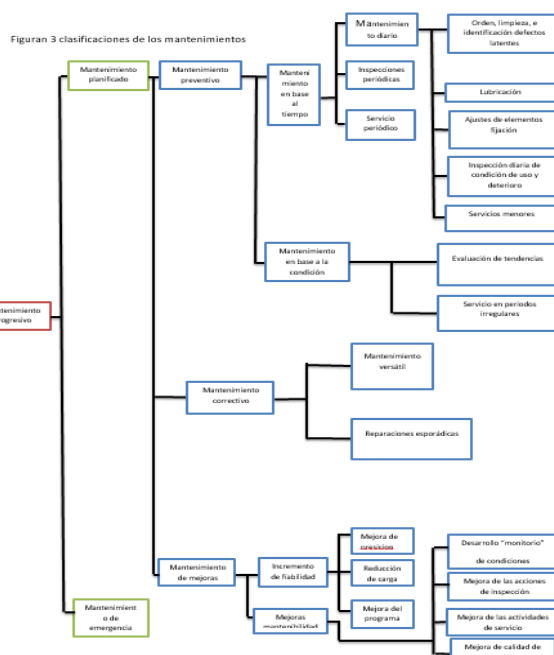 Figuran 3 clasificaciones de los mantenimientos
Mantenimiento
planificado
Mantenimiento
preventivo
Manteni
miento
en base
al
tiempo
Mantenimien
to diario
Inspecciones
periódicas
Servicio
periódico
Orden, limpieza, e
identificación defectos
latentes
Lubricación
Ajustes de elementos
fijación
Inspección diaria de
condición de uso y
deterioro
Servicios menores
Mantenimiento
en base a la
condición
Evaluación de tendencias
Servicio en periodos
irregulares
tenimiento
ogresivo
Mantenimiento
correctivo
Mantenimiento
versátil
Reparaciones esporádicas
Mantenimiento
de mejoras
Incremento
de fiabilidad
Mejora de
Reducción
de carga
Mejora del
programa
Mejoras
mantenibilidad
Desarrollo "monitorio"
de condiciones
Mejora de las acciones
de inspección
Mejora de las actividades
de servicio
Mejora de calidad de
Mantenimient
o de
emergencia